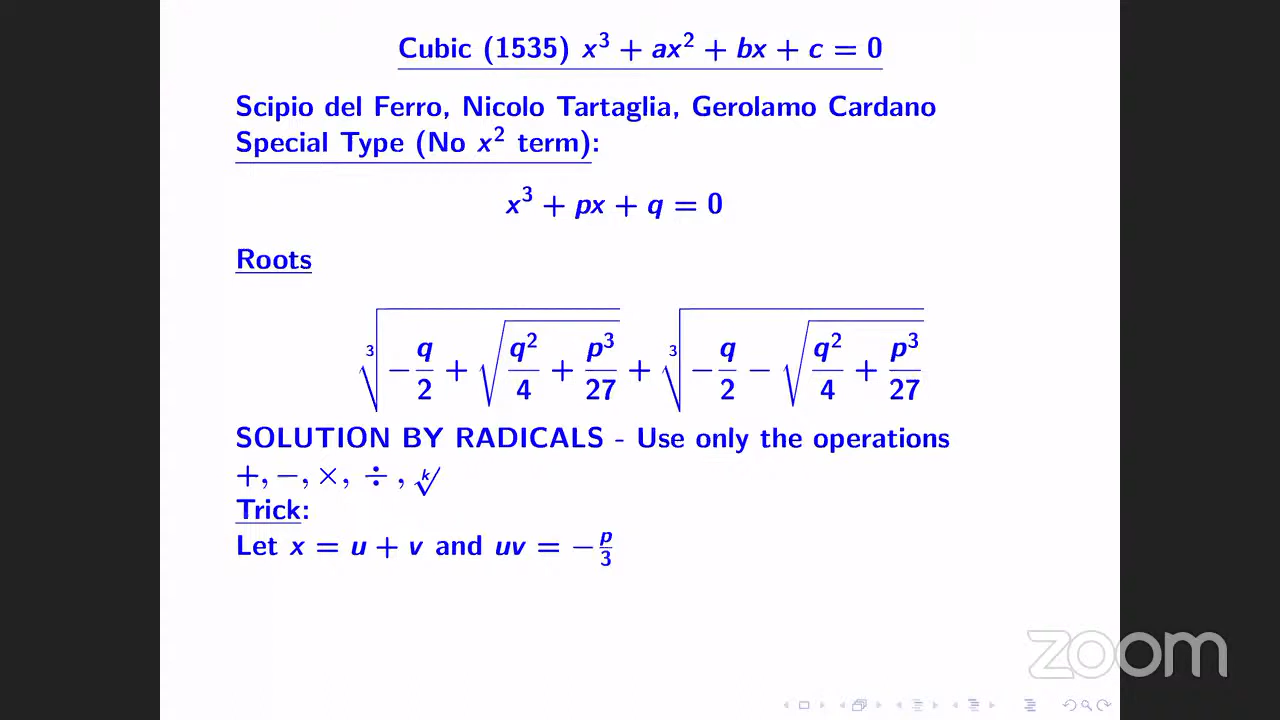 Cubic (1535) x³ + ax² + bx + c = 0
Scipio del Ferro, Nicolo Tartaglia, Gerolamo Cardano
Special Type (No x² term):
x³ + px + q = 0
Roots
∛(−q/2 + √(q²/4 + p³/27)) + ∛(−q/2 − √(q²/4 + p³/27))
SOLUTION BY RADICALS - Use only the operations
+, −, ×, ÷, ᵏ√
Trick:
Let x = u + v and uv = −p/3
zoom